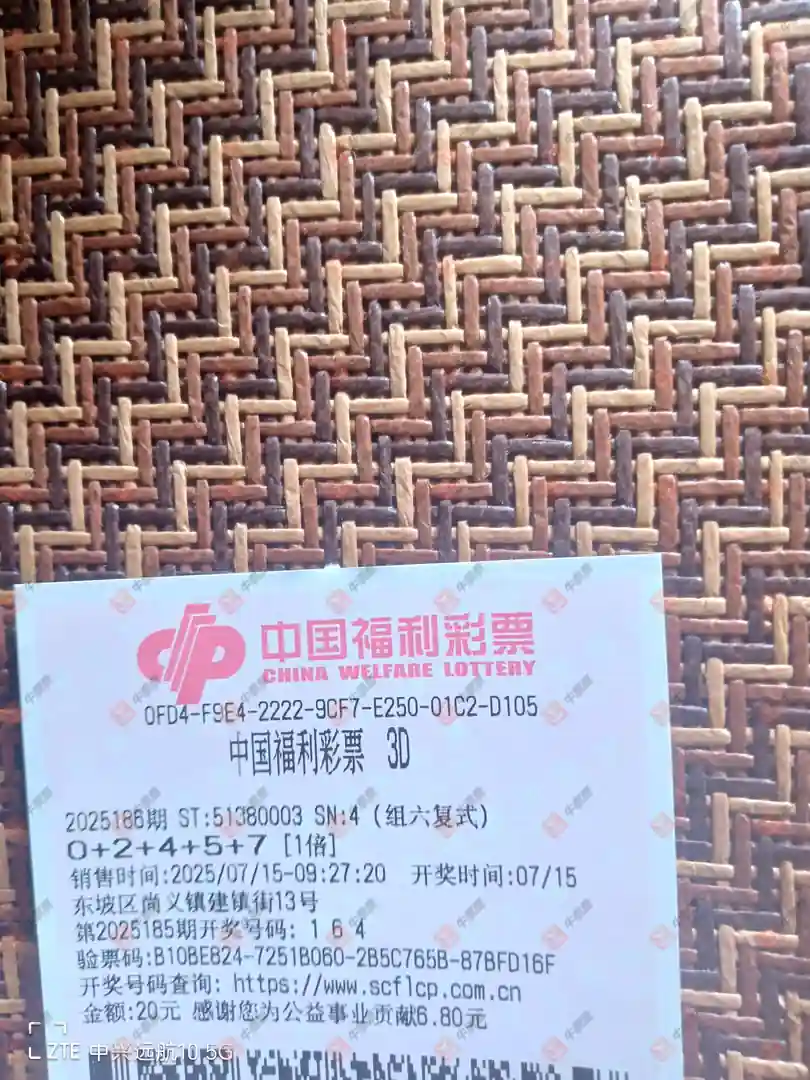 中国福利彩票
CHINA WELFARE LOTTERY
0FD4-F9E4-2222-9CF7-E250-01C2-D105
中国福利彩票 3D
2025186期 ST:51380003 SN:4 (组六复式)
0+2+4+5+7 [1倍]
销售时间:2025/07/15-09:27:20 开奖时间:07/15
东坡区尚义镇建镇街13号
第2025185期开奖号码: 1 6 4
验票码:B10BE824-7251B060-2B5C765B-87BFD16F
开奖号码查询: https://www.scflcp.com.cn
金额:20元 感谢您为公益事业贡献6.80元
ZTE 中兴远航10 5G